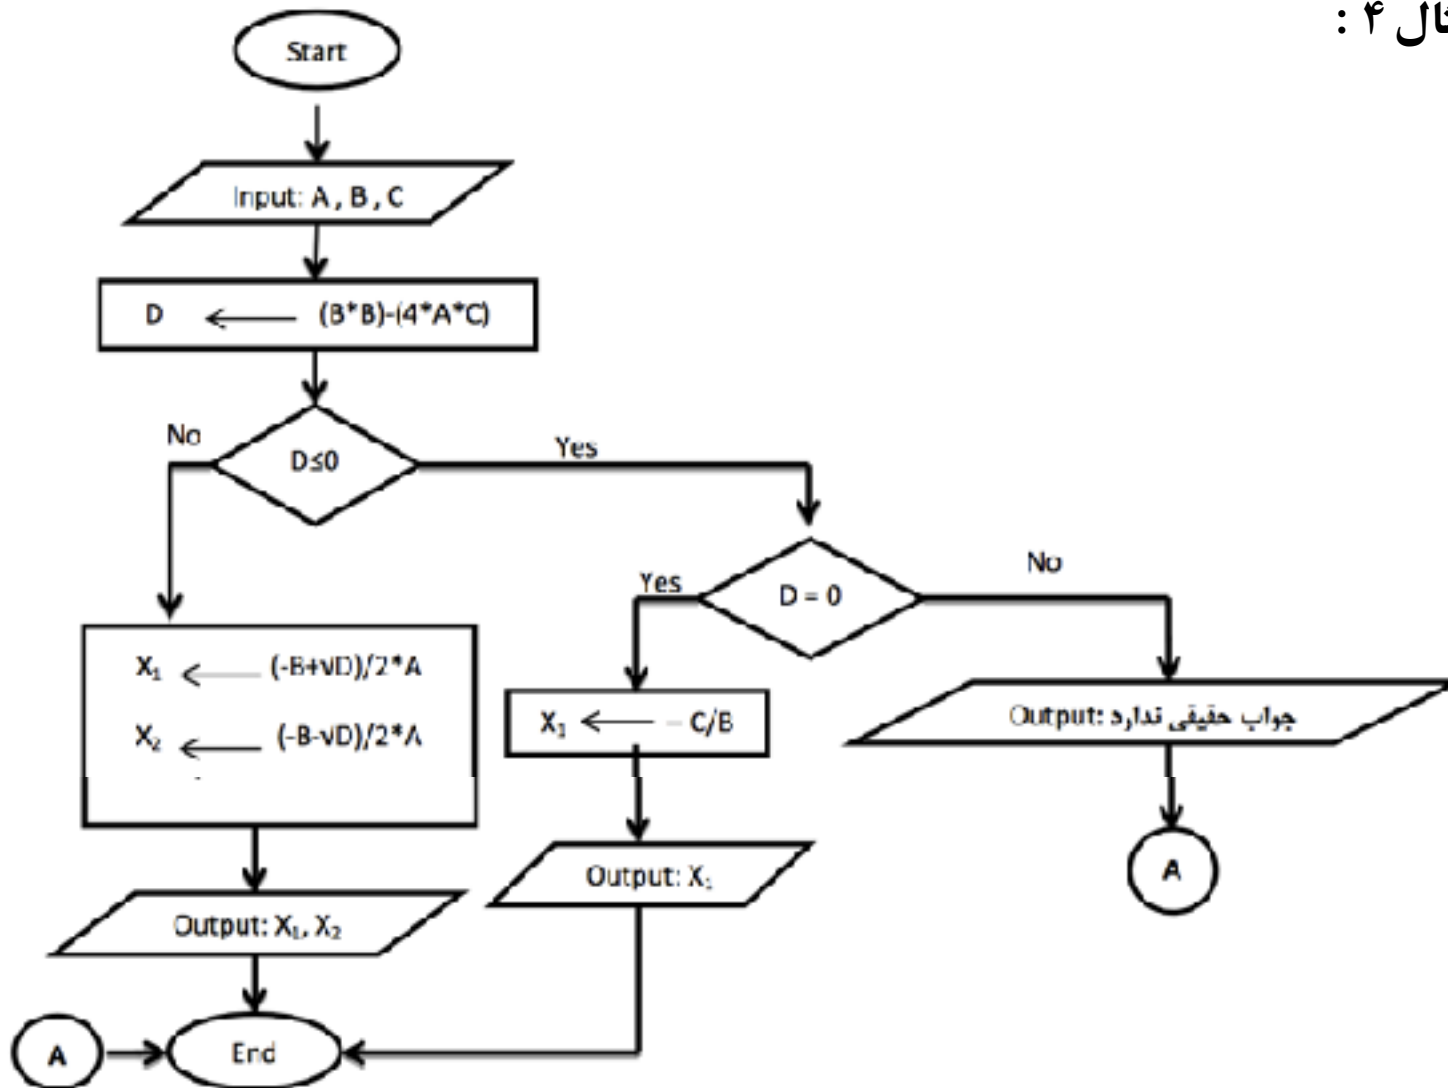 ال ۴ :
Start
Input: A , B , C
D ← (B*B)-(4*A*C)
D≤0
No
Yes
D = 0
Yes
No
X₁ ← (-B+√D)/2*A
X₂ ← (-B-√D)/2*A
X₁ ← – C/B
Output: جواب حقیقی ندارد
A
Output: X₁
Output: X₁, X₂
A
End